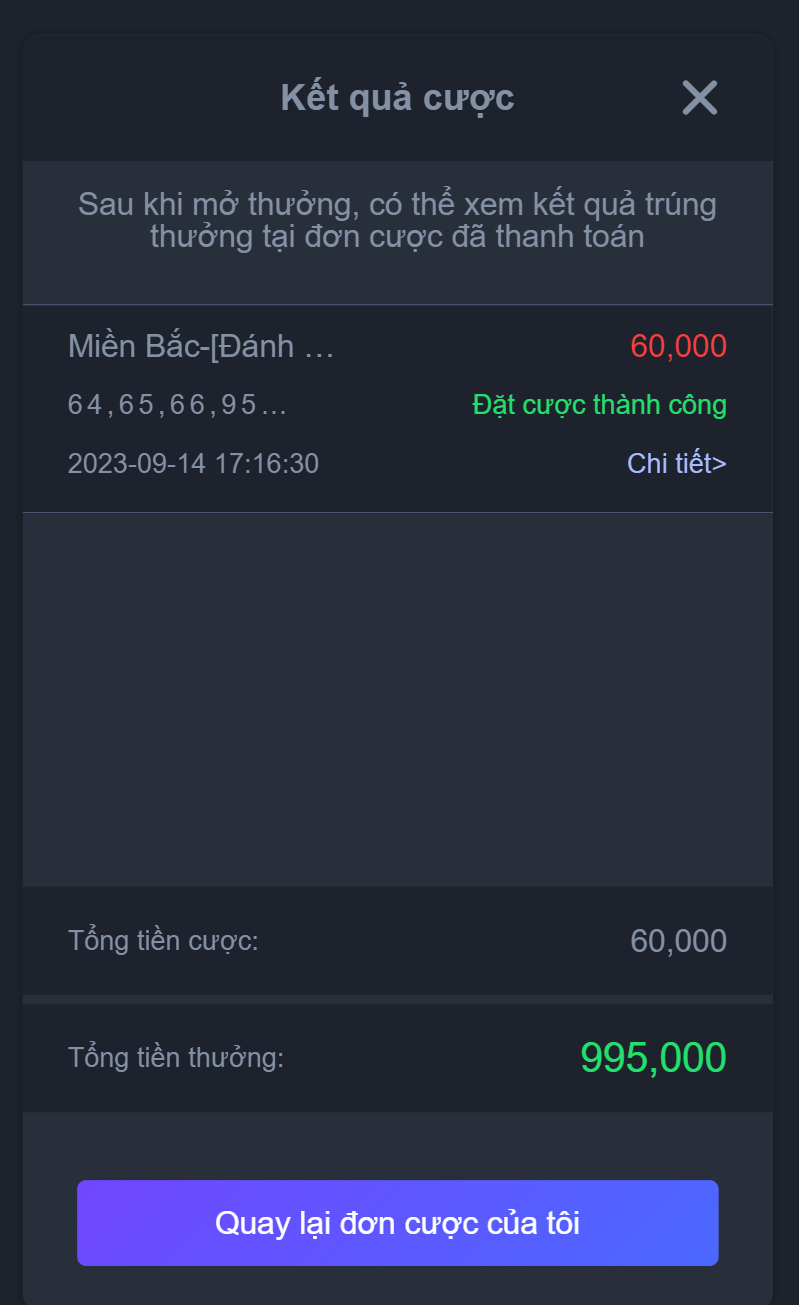 Kết quả cược
Sau khi mở thưởng, có thể xem kết quả trúng
thưởng tại đơn cược đã thanh toán
Miền Bắc-[Đánh … 60,000
64,65,66,95... Đặt cược thành công
2023-09-14 17:16:30 Chi tiết>
Tổng tiền cược: 60,000
Tổng tiền thưởng: 995,000
Quay lại đơn cược của tôi